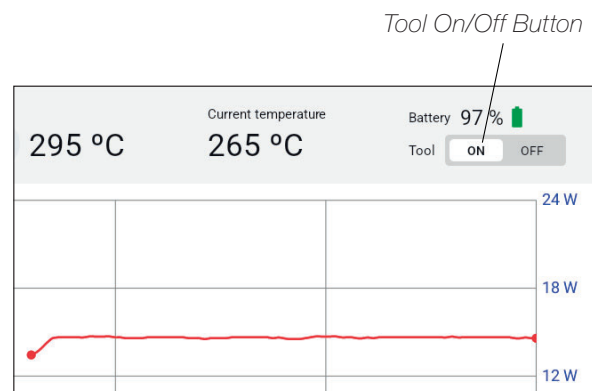 Tool On/Off Button
Current temperature
Battery 97 %
295 ºC
265 ºC
Tool ON OFF
24 W
18 W
12 W